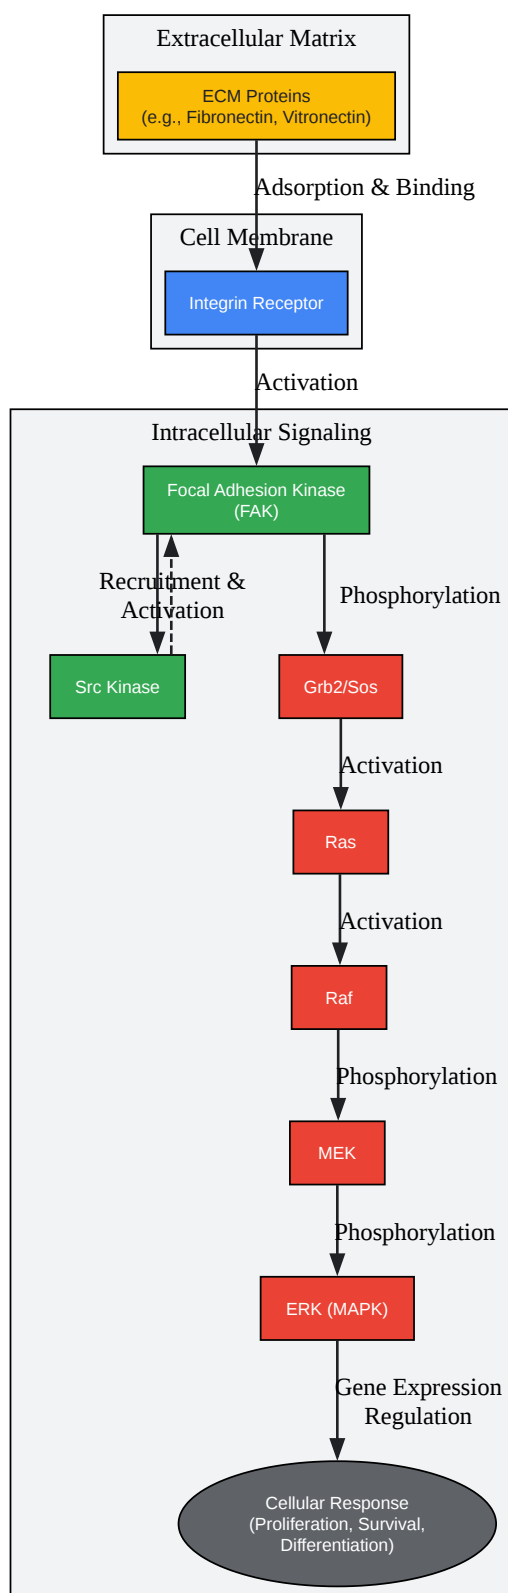 Extracellular Matrix
ECM Proteins
(e.g., Fibronectin, Vitronectin)
Adsorption & Binding
Cell Membrane
Integrin Receptor
Activation
Intracellular Signaling
Focal Adhesion Kinase
(FAK)
Recruitment &
Activation
Phosphorylation
Src Kinase
Grb2/Sos
Activation
Ras
Activation
Raf
Phosphorylation
MEK
Phosphorylation
ERK (MAPK)
Gene Expression
Regulation
Cellular Response
(Proliferation, Survival,
Differentiation)